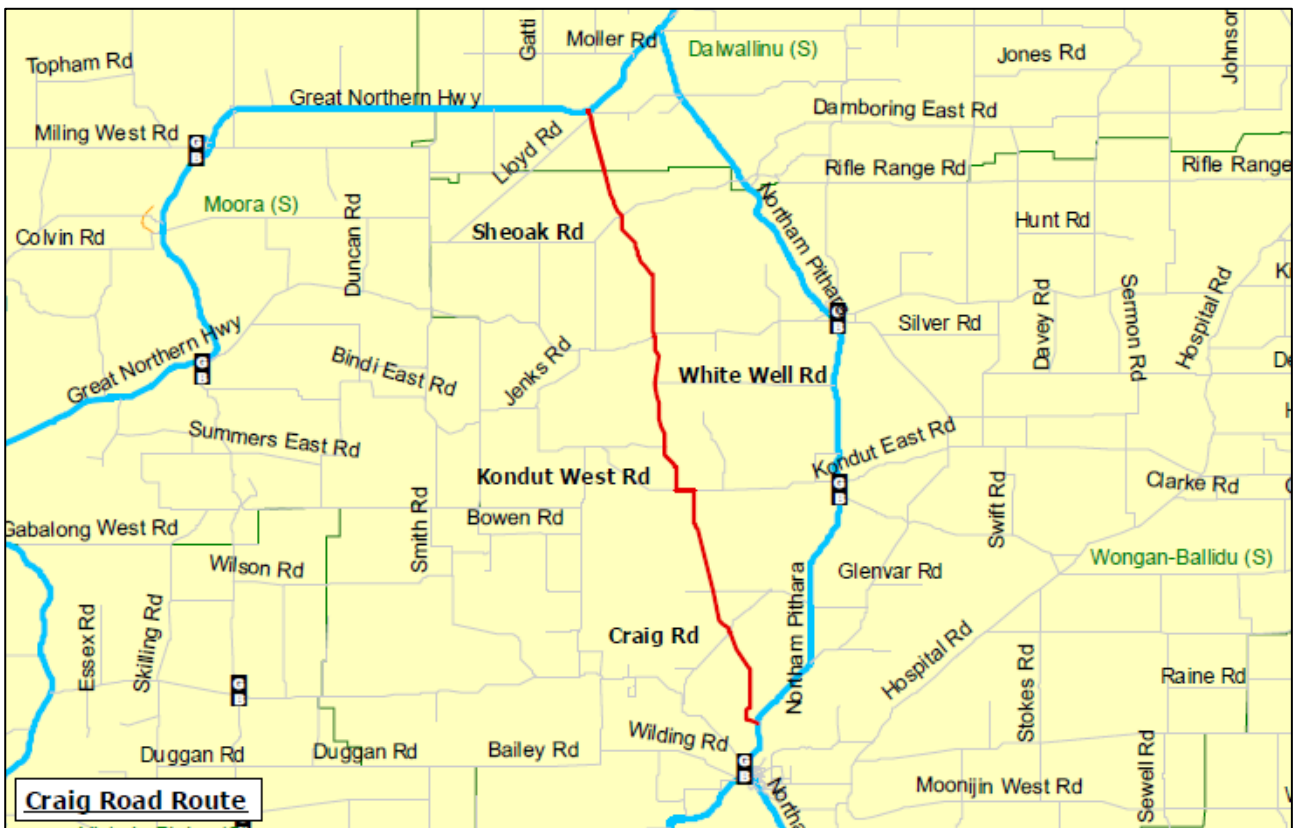 Gatti
Moller Rd
Dalwallinu (S)
Jones Rd
Johnson
Topham Rd
Great Northern Hwy
Damboring East Rd
Miling West Rd
Lloyd Rd
Rifle Range Rd
Rifle Range
Moora (S)
Duncan Rd
Northam Pithara
Hunt Rd
Colvin Rd
Sheoak Rd
Hospital Rd
Silver Rd
Davey Rd
Sermon Rd
Great Northern Hwy
Bindi East Rd
Jenks Rd
White Well Rd
Summers East Rd
Kondut East Rd
Kondut West Rd
Clarke Rd
Gabalong West Rd
Smith Rd
Bowen Rd
Swift Rd
Wilson Rd
Glenvar Rd
Wongan-Ballidu (S)
Essex Rd
Skilling Rd
Craig Rd
Northam Pithara
Hospital Rd
Stokes Rd
Raine Rd
Duggan Rd
Duggan Rd
Bailey Rd
Wilding Rd
Moonijin West Rd
Sewell Rd
Craig Road Route